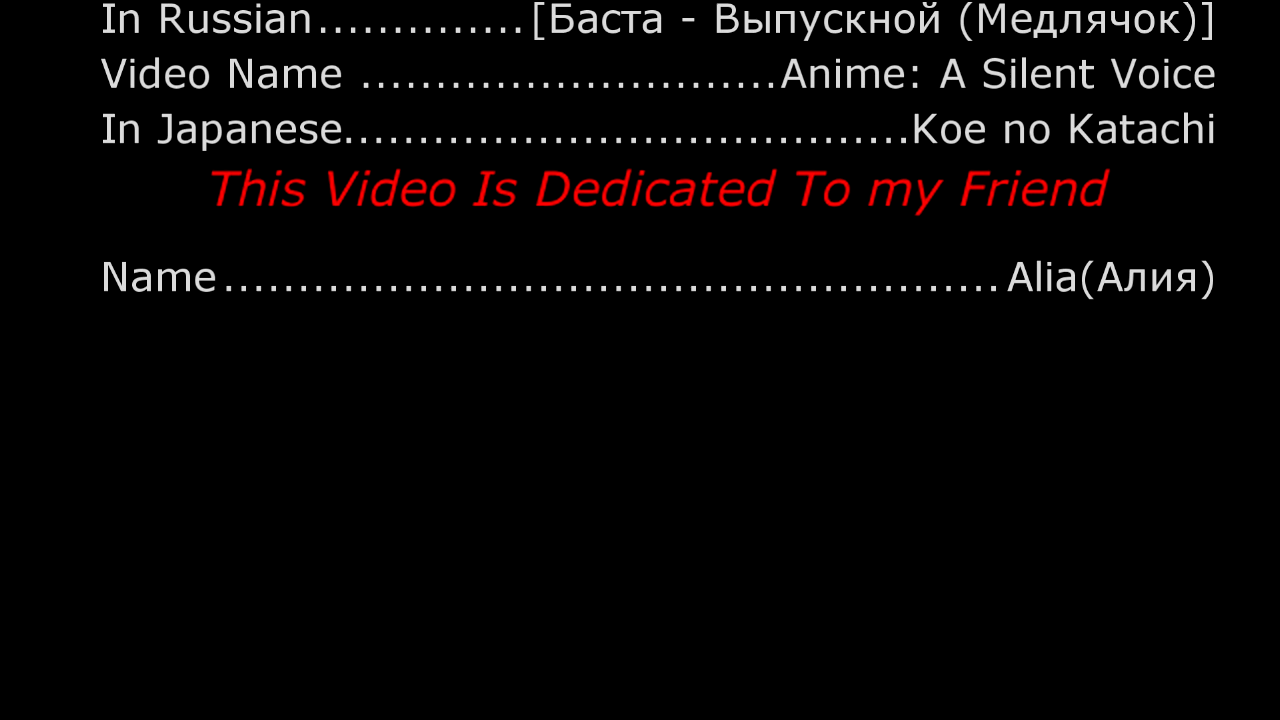 In Russian..............[Баста - Выпускной (Медлячок)]
Video Name ............................Anime: A Silent Voice
In Japanese......................................Koe no Katachi
This Video Is Dedicated To my Friend
Name....................................................Alia(Алия)